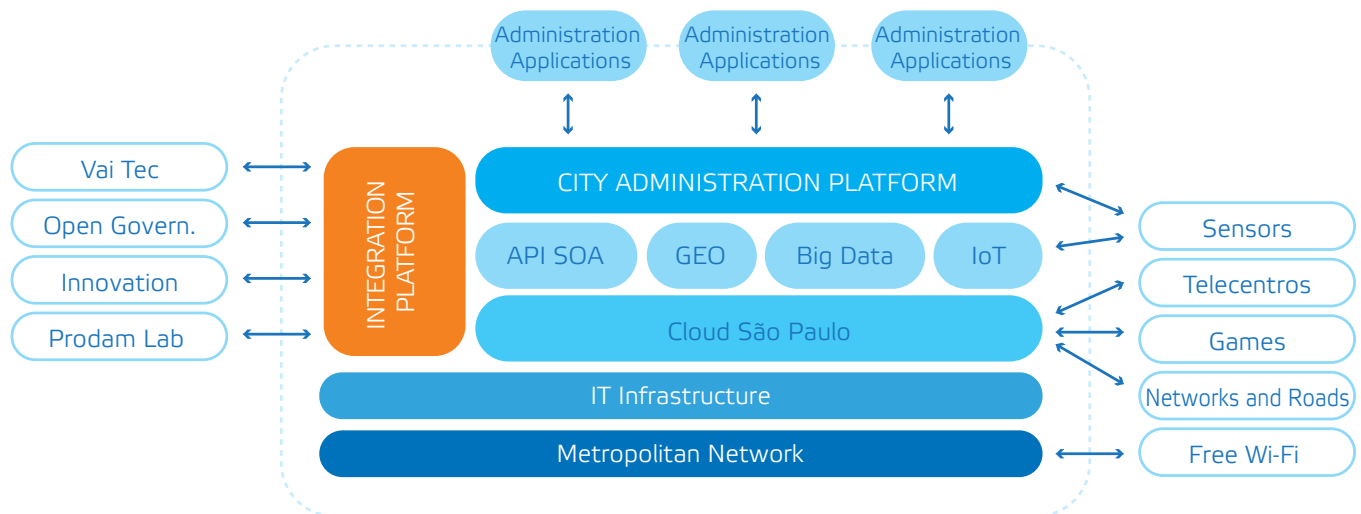 Administration
Applications
Administration
Applications
Administration
Applications
Vai Tec
Open Govern.
Innovation
Prodam Lab
INTEGRATION
PLATFORM
CITY ADMINISTRATION PLATFORM
API SOA
GEO
Big Data
IoT
Cloud São Paulo
IT Infrastructure
Metropolitan Network
Sensors
Telecentros
Games
Networks and Roads
Free Wi-Fi